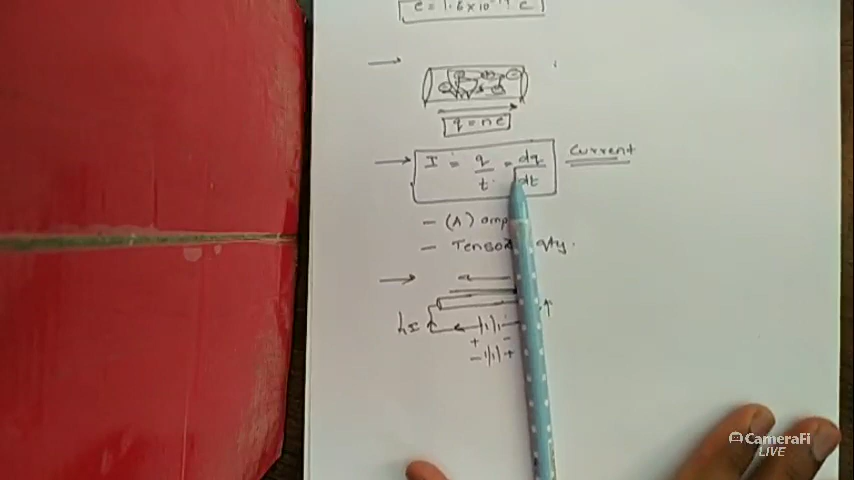 e = 1.6 × 10⁻¹⁹ C
→
q = ne
→ I = q/t = dq/dt Current
- (A) amp
- Tensor qty.
→
I
+ -
- +
CameraFi
LIVE